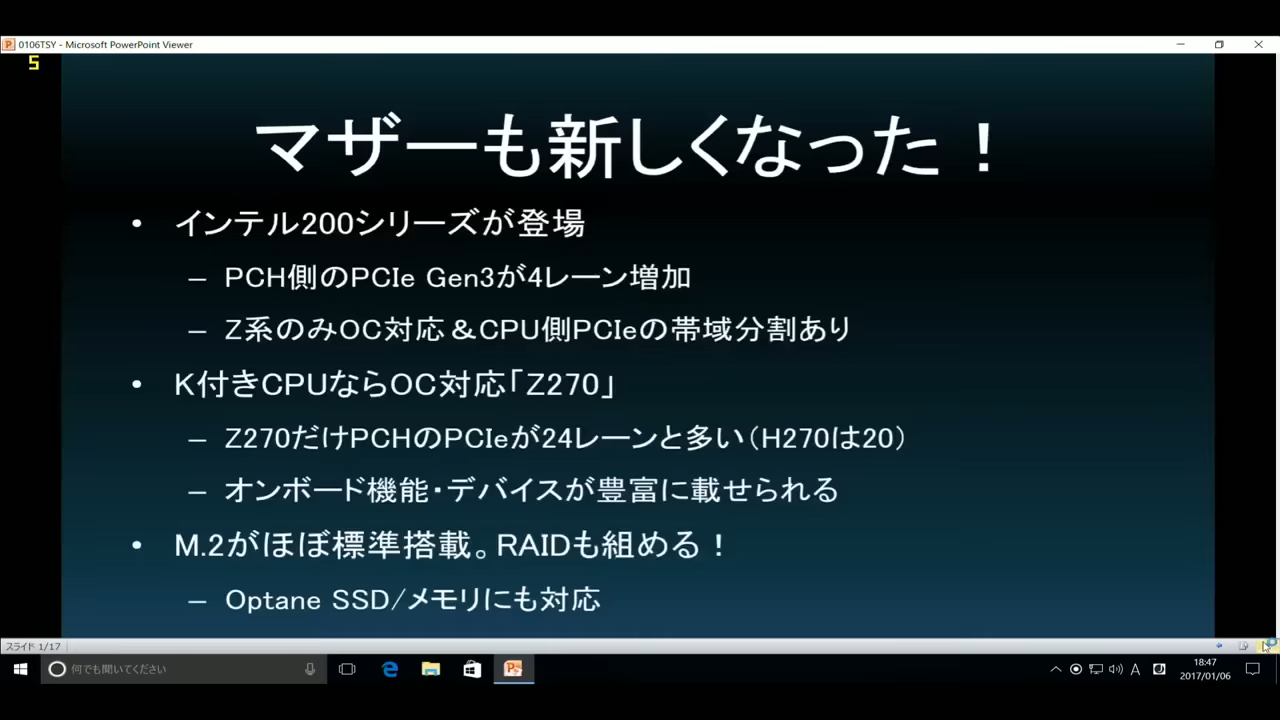 0106TSY - Microsoft PowerPoint Viewer
5
マザーも新しくなった！
• インテル200シリーズが登場
– PCH側のPCIe Gen3が4レーン増加
– Z系のみOC対応＆CPU側PCIeの帯域分割あり
• K付きCPUならOC対応「Z270」
– Z270だけPCHのPCIeが24レーンと多い（H270は20）
– オンボード機能・デバイスが豊富に載せられる
• M.2がほぼ標準搭載。RAIDも組める！
– Optane SSD/メモリにも対応
スライド 1/17
何でも聞いてください
A
18:47
2017/01/06